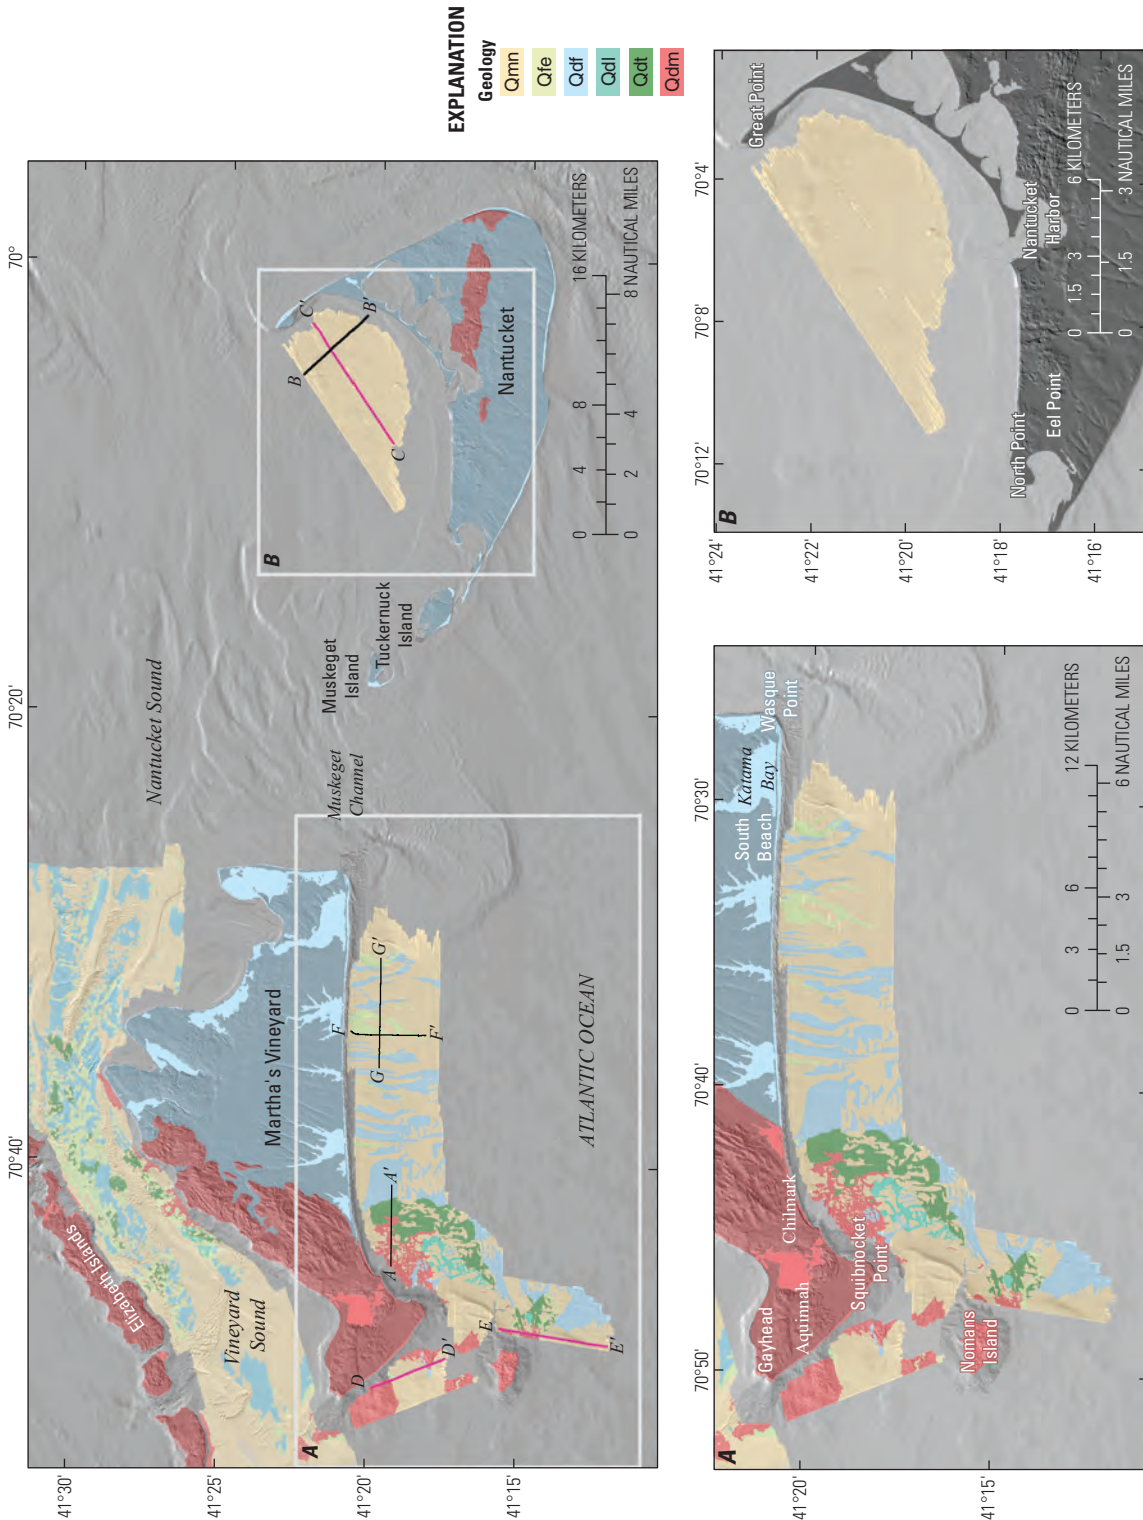 EXPLANATION
Geology
Qmn
Qfe
Qdf
Qdl
Qdt
Qdm
70°40'
70°20'
70°
41°30'
41°25'
41°20'
41°15'
Elizabeth Islands
Vineyard
Sound
Martha's Vineyard
Nantucket Sound
Muskeget
Channel
Muskeget
Island
Tuckernuck
Island
Nantucket
ATLANTIC OCEAN
A
B
A
A'
B
B'
C
C'
D
D'
E
E'
F
F'
G
G'
0 4 8 16 KILOMETERS
0 2 4 8 NAUTICAL MILES
A
70°50'
70°40'
70°30'
41°20'
41°15'
Gayhead
Aquinnah
Chilmark
Squibnocket
Point
Nomans
Island
South
Beach
Katama
Bay
Wasque
Point
0 3 6 12 KILOMETERS
0 1.5 3 6 NAUTICAL MILES
B
70°12'
70°8'
70°4'
41°24'
41°22'
41°20'
41°18'
41°16'
Great Point
North Point
Eel Point
Nantucket
Harbor
0 1.5 3 6 KILOMETERS
0 1.5 3 NAUTICAL MILES